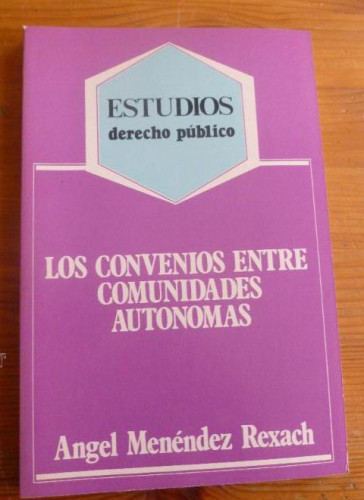 ESTUDIOS
derecho público
LOS CONVENIOS ENTRE
COMUNIDADES
AUTONOMAS
Angel Menéndez Rexach